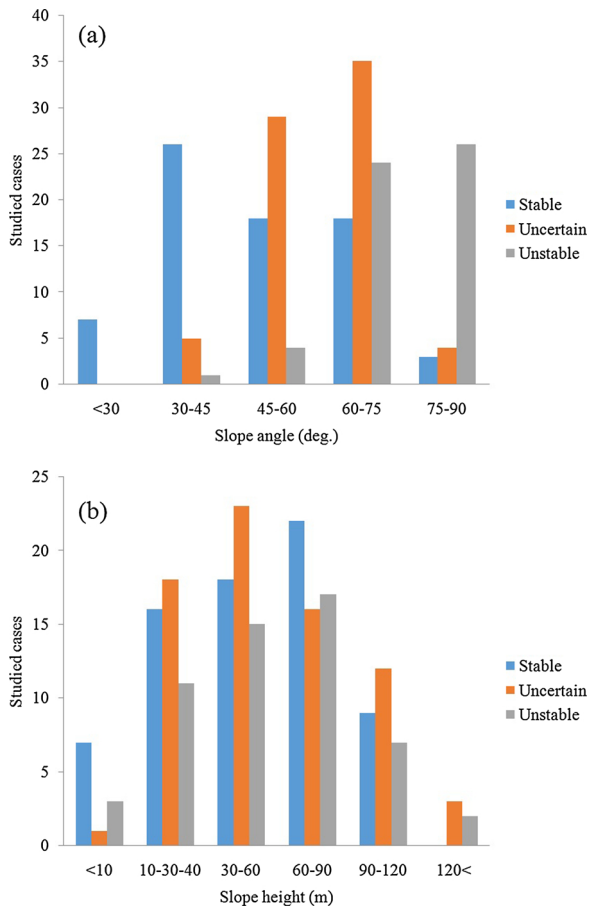 (a)
40
35
30
25
20
15
10
5
0
Studied cases
<30 30-45 45-60 60-75 75-90
Slope angle (deg.)
Stable
Uncertain
Unstable
(b)
25
20
15
10
5
0
Studied cases
<10 10-30-40 30-60 60-90 90-120 120<
Slope height (m)
Stable
Uncertain
Unstable